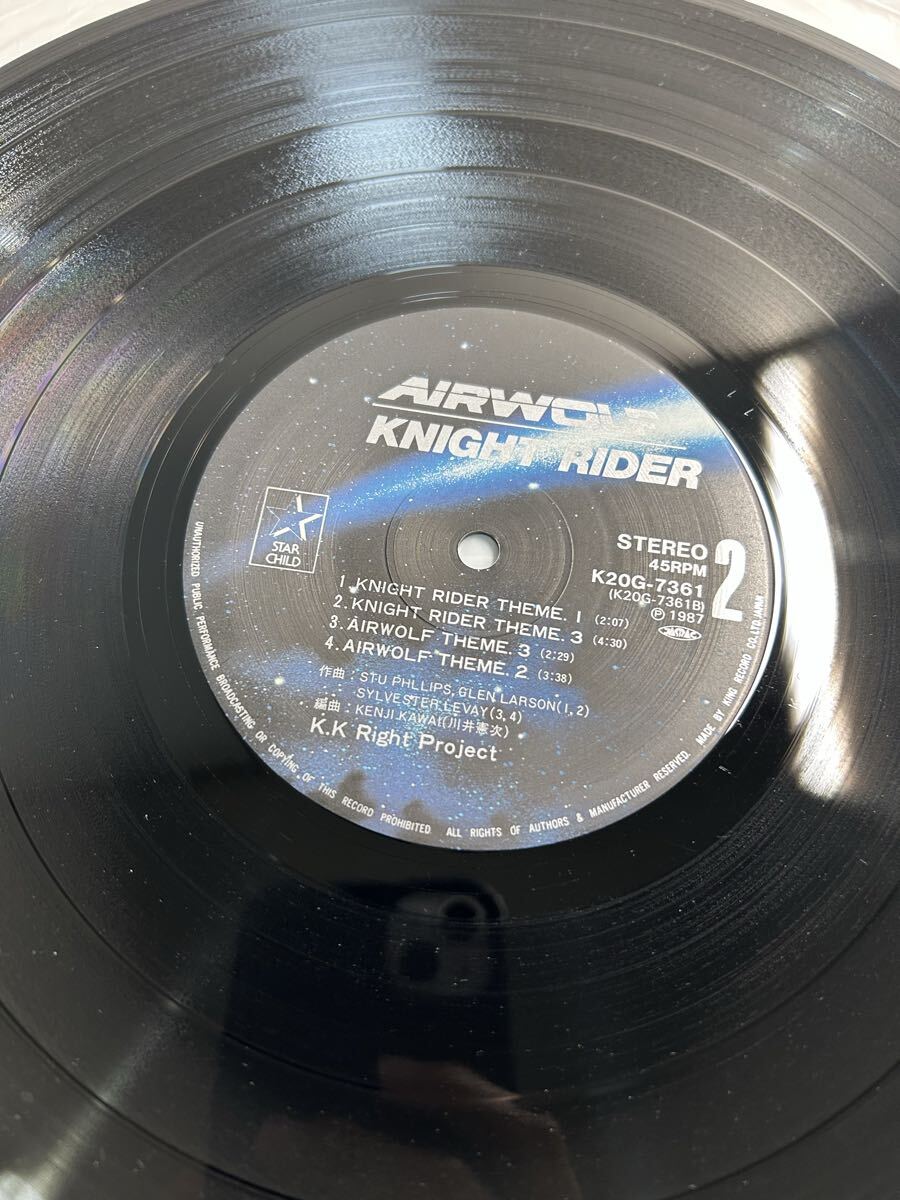 AIRWOLF
KNIGHT RIDER
STAR
CHILD
STEREO
45RPM
K20G-7361
(K20G-7361B)
Ⓟ 1987
JASRAC
2
1. KNIGHT RIDER THEME. 1 (2:07)
2. KNIGHT RIDER THEME. 3 (4:30)
3. AIRWOLF THEME. 3 (2:29)
4. AIRWOLF THEME. 2 (3:38)
作曲：STU PHLLIPS, GLEN LARSON(1, 2)
SYLVESTER LEVAY(3, 4)
編曲：KENJI KAWAI(川井憲次)
K.K Right Project
UNAUTHORIZED PUBLIC PERFORMANCE BROADCASTING OR COPYING OF THIS RECORD PROHIBITED. ALL RIGHTS OF AUTHORS & MANUFACTURER RESERVED. MADE BY KING RECORD CO., LTD. JAPAN